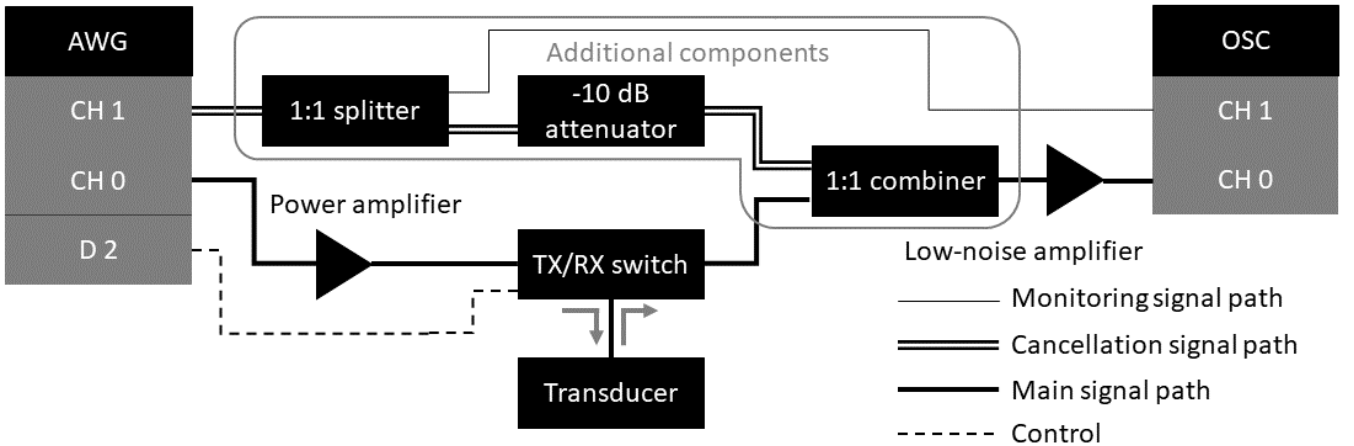 AWG
OSC
Additional components
CH 1
1:1 splitter
-10 dB
attenuator
CH 1
CH 0
1:1 combiner
CH 0
Power amplifier
D 2
TX/RX switch
Low-noise amplifier
Monitoring signal path
Cancellation signal path
Transducer
Main signal path
Control